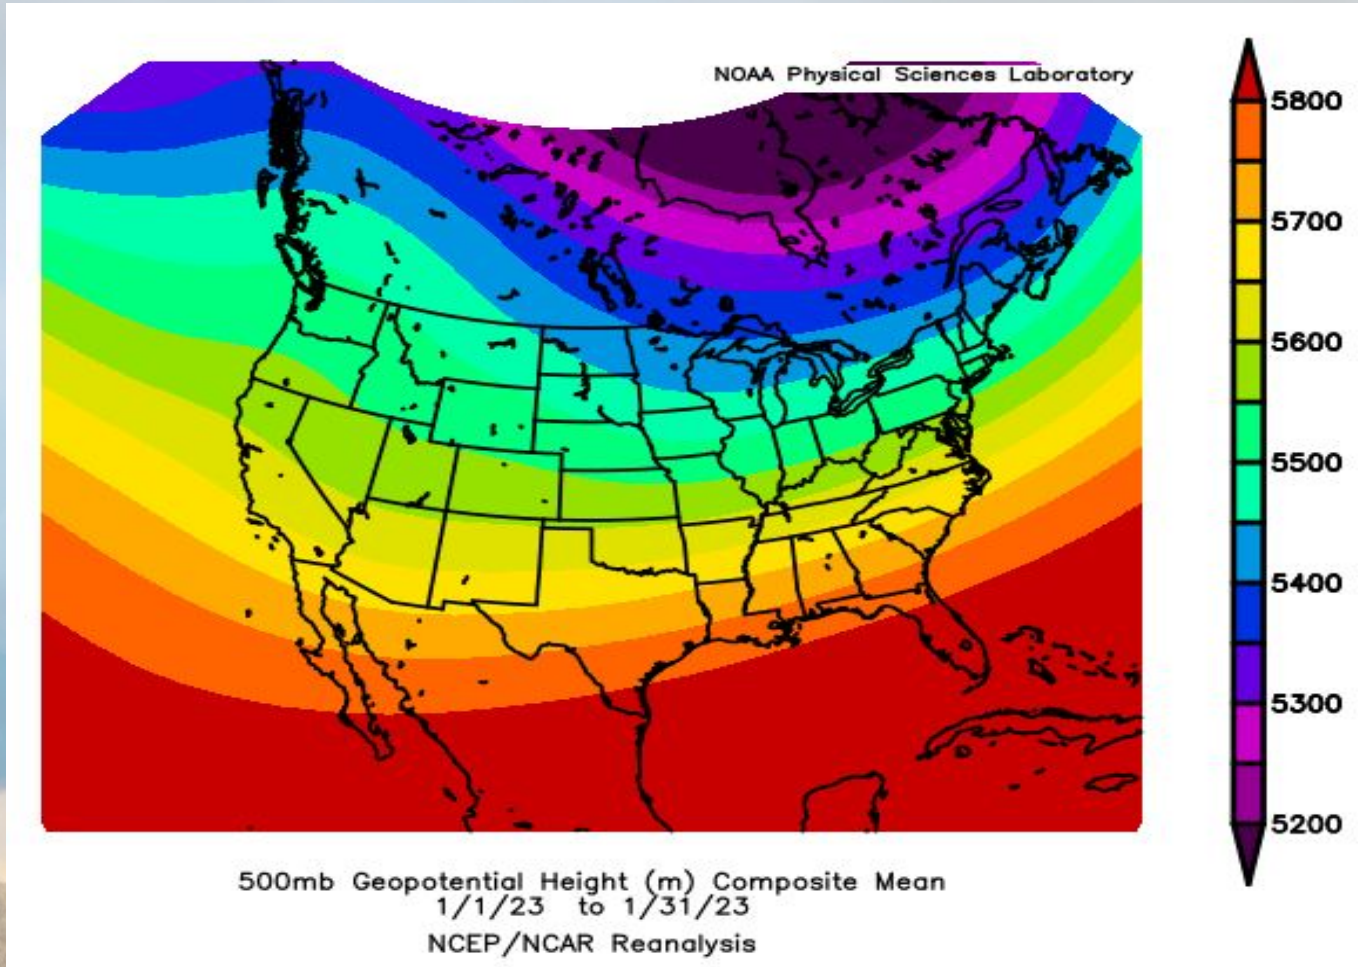 NOAA Physical Sciences Laboratory
5800
5700
5600
5500
5400
5300
5200
500mb Geopotential Height (m) Composite Mean
1/1/23 to 1/31/23
NCEP/NCAR Reanalysis